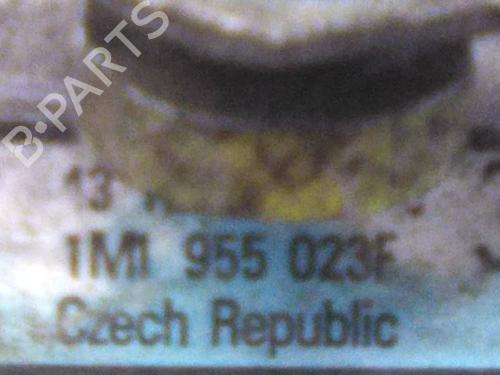 B·PARTS
13
1M1 955 023F
Czech Republic